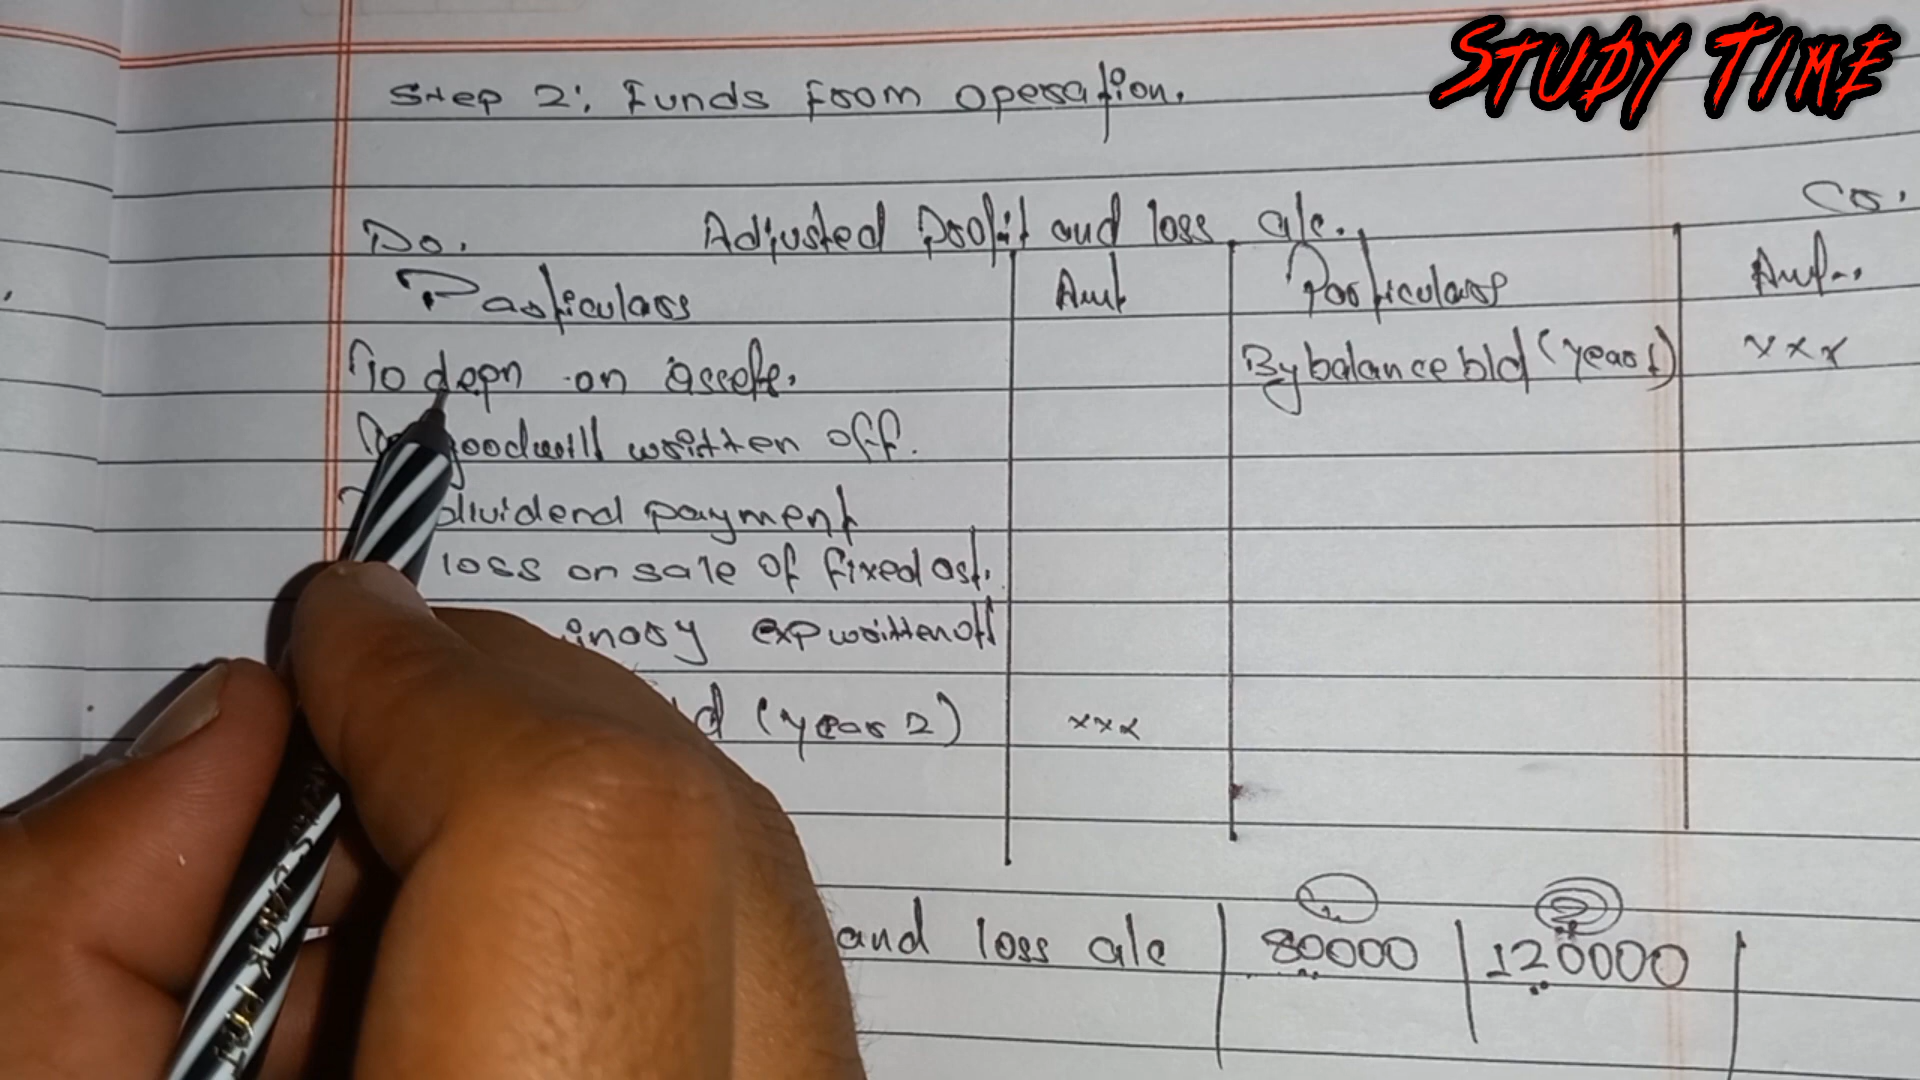 STUDY TIME
Step 2: Funds from operation.
Dr. Adjusted Profit and loss a/c. Cr.
Particulars Amt Particulars Amt..
To depn on assets. By balance b/d (year 1) xxx
goodwill written off.
dividend payment
loss on sale of fixed ast.
exp written off
(year 2) xxx
and loss a/c 80000 120000